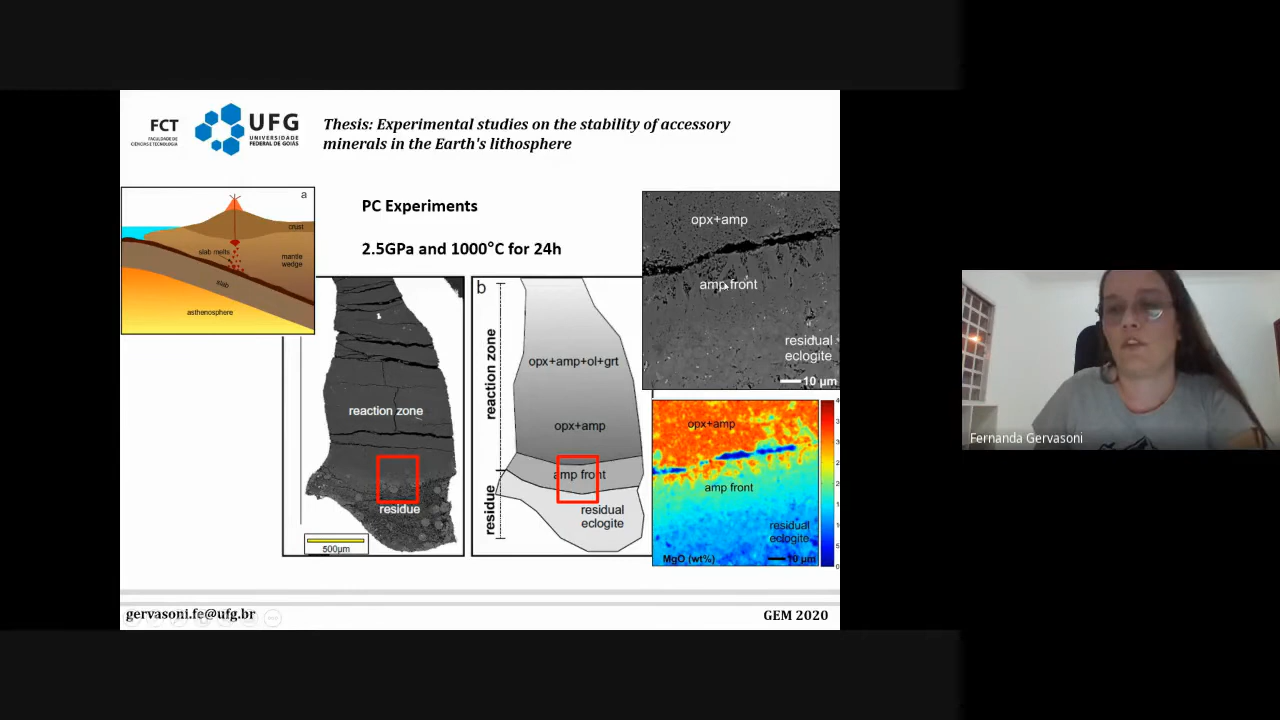 FCT
FACULDADE DE
CIÊNCIAS E TECNOLOGIA
UFG
UNIVERSIDADE
FEDERAL DE GOIÁS
Thesis: Experimental studies on the stability of accessory
minerals in the Earth's lithosphere
a
crust
slab melts
mantle
wedge
slab
asthenosphere
PC Experiments
2.5GPa and 1000°C for 24h
reaction zone
residue
500µm
b
reaction zone
residue
opx+amp+ol+grt
opx+amp
amp front
residual
eclogite
opx+amp
amp front
residual
eclogite
10 µm
opx+amp
amp front
residual
eclogite
MgO (wt%)
10 µm
gervasoni.fe@ufg.br
GEM 2020
Fernanda Gervasoni